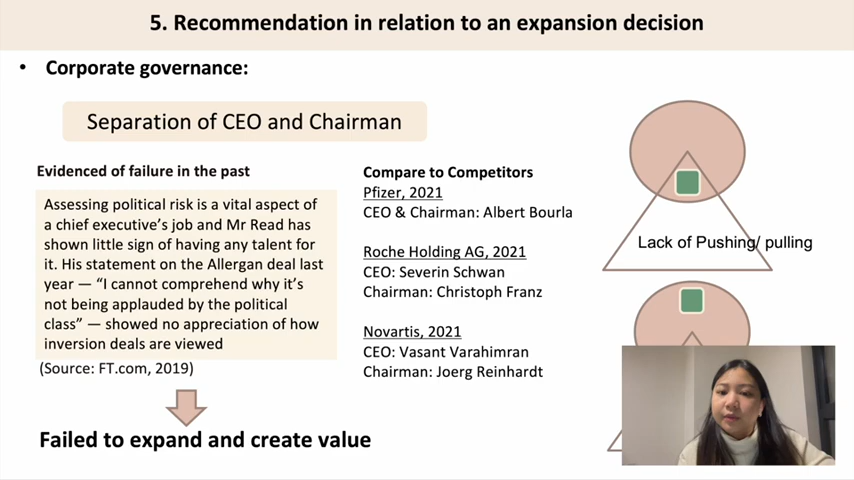 5. Recommendation in relation to an expansion decision
• Corporate governance:
Separation of CEO and Chairman
Evidenced of failure in the past
Assessing political risk is a vital aspect of
a chief executive’s job and Mr Read has
shown little sign of having any talent for
it. His statement on the Allergan deal last
year — “I cannot comprehend why it’s
not being applauded by the political
class” — showed no appreciation of how
inversion deals are viewed
(Source: FT.com, 2019)
Failed to expand and create value
Compare to Competitors
Pfizer, 2021
CEO & Chairman: Albert Bourla
Roche Holding AG, 2021
CEO: Severin Schwan
Chairman: Christoph Franz
Novartis, 2021
CEO: Vasant Varahimran
Chairman: Joerg Reinhardt
Lack of Pushing/ pulling